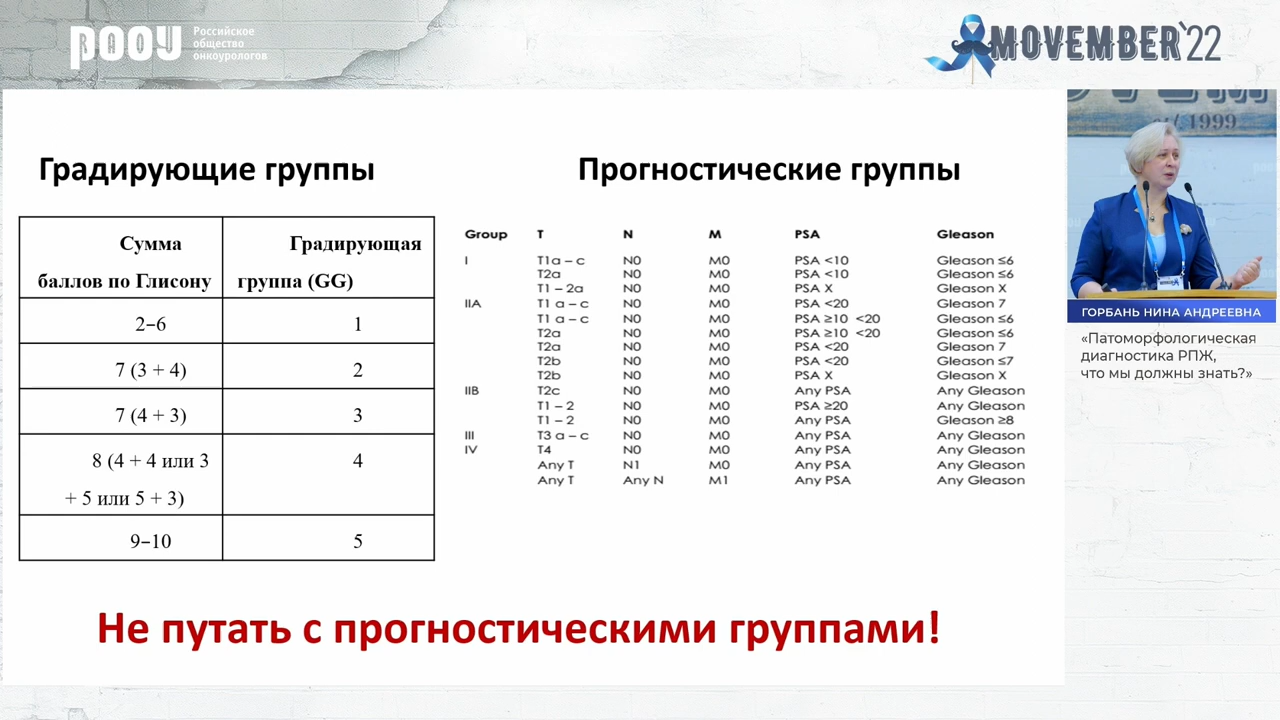 РООУ
Российское
общество
онкоурологов
MOVEMBER'22
Градирующие группы
Прогностические группы
Сумма баллов по Глисону | Градирующая группа (GG)
2–6 | 1
7 (3 + 4) | 2
7 (4 + 3) | 3
8 (4 + 4 или 3 + 5 или 5 + 3) | 4
9–10 | 5
Group T N M PSA Gleason
I T1a – c N0 M0 PSA <10 Gleason ≤6
T2a N0 M0 PSA <10 Gleason ≤6
T1 – 2a N0 M0 PSA X Gleason X
IIA T1 a – c N0 M0 PSA <20 Gleason 7
T1 a – c N0 M0 PSA ≥10 <20 Gleason ≤6
T2a N0 M0 PSA ≥10 <20 Gleason ≤6
T2a N0 M0 PSA <20 Gleason 7
T2b N0 M0 PSA <20 Gleason ≤7
T2b N0 M0 PSA X Gleason X
IIB T2c N0 M0 Any PSA Any Gleason
T1 – 2 N0 M0 PSA ≥20 Any Gleason
T1 – 2 N0 M0 Any PSA Gleason ≥8
III T3 a – c N0 M0 Any PSA Any Gleason
IV T4 N0 M0 Any PSA Any Gleason
Any T N1 M0 Any PSA Any Gleason
Any T Any N M1 Any PSA Any Gleason
Не путать с прогностическими группами!
1999
ГОРБАНЬ НИНА АНДРЕЕВНА
«Патоморфологическая
диагностика РПЖ,
что мы должны знать?»